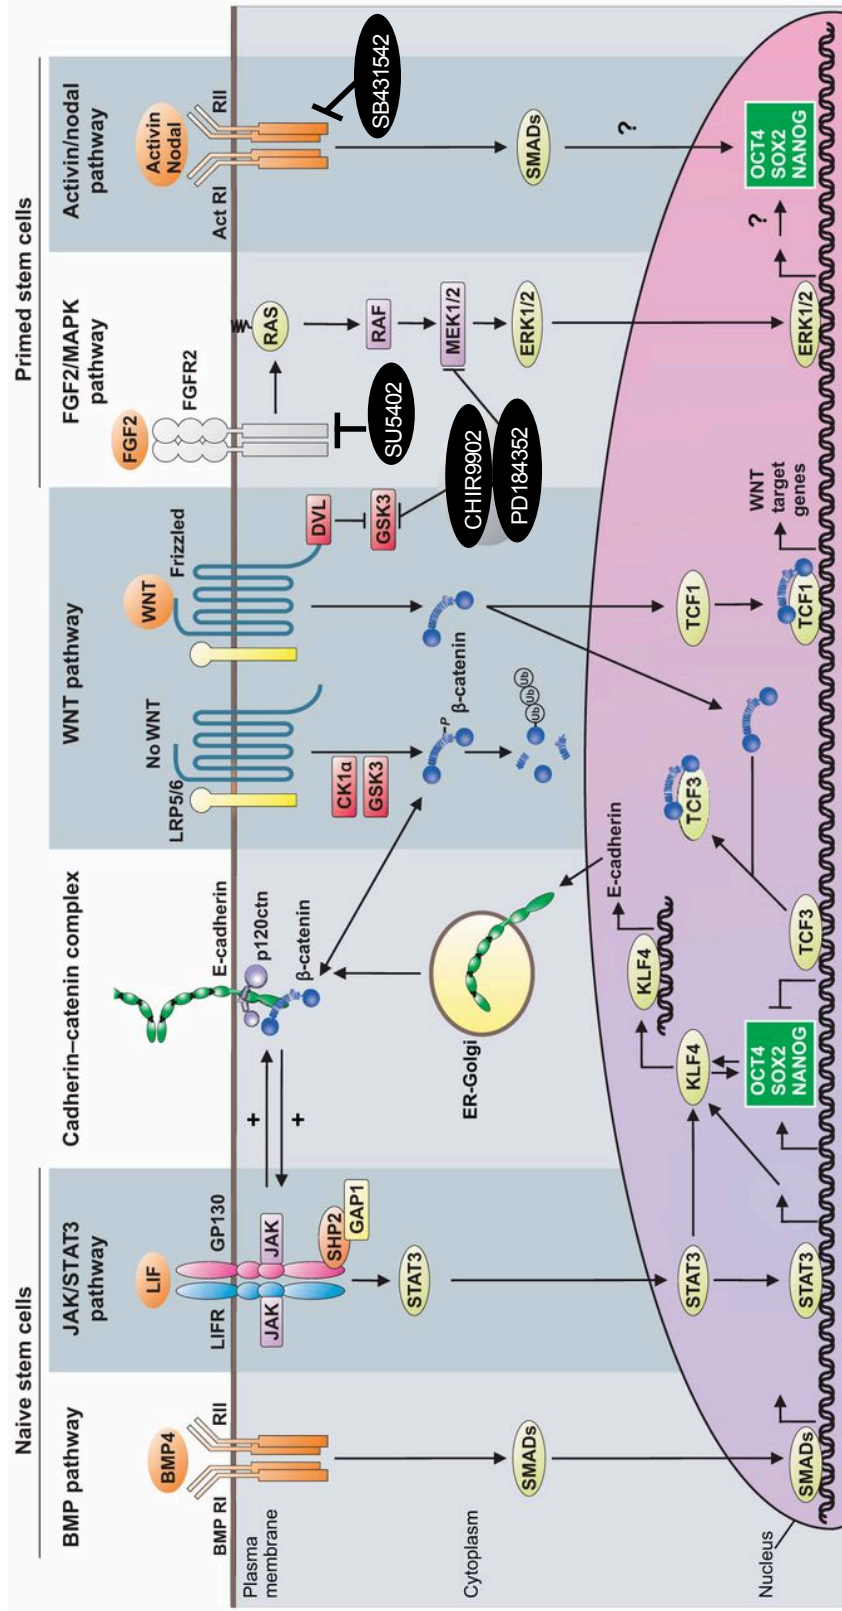 Naive stem cells
Primed stem cells
BMP pathway
JAK/STAT3
pathway
Cadherin–catenin complex
WNT pathway
FGF2/MAPK
pathway
Activin/nodal
pathway
BMP4
BMP RI
RII
LIF
LIFR
GP130
JAK
JAK
SHP2
GAP1
E-cadherin
p120ctn
β-catenin
+
+
LRP5/6
No WNT
WNT
Frizzled
CK1α
GSK3
DVL
GSK3
FGF2
FGFR2
RAS
RAF
MEK1/2
ERK1/2
SU5402
CHIR9902
PD184352
Activin
Nodal
Act RI
RII
SB431542
SMADs
?
Plasma
membrane
Cytoplasm
SMADs
STAT3
ER-Golgi
P
β-catenin
Ub
Ub
Ub
Nucleus
SMADs
STAT3
STAT3
KLF4
KLF4
E-cadherin
OCT4
SOX2
NANOG
TCF3
TCF3
TCF1
TCF1
WNT
target
genes
ERK1/2
?
OCT4
SOX2
NANOG